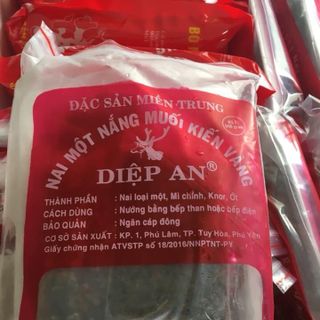 ĐẶC SẢN MIỀN TRUNG
NAI MỘT NẮNG MUỐI KIẾN VÀNG
DIỆP AN®
THÀNH PHẦN : Nai loại một, Mì chính, Knor, Ớt
CÁCH DÙNG : Nướng bằng bếp than hoặc bếp điện
BẢO QUẢN : Ngăn cấp đông
CƠ SỞ SẢN XUẤT : KP. 1, Phú Lâm, TP. Tuy Hòa, Phú Yên
Giấy chứng nhận ATVSTP số 18/2016/NNPTNT-PY